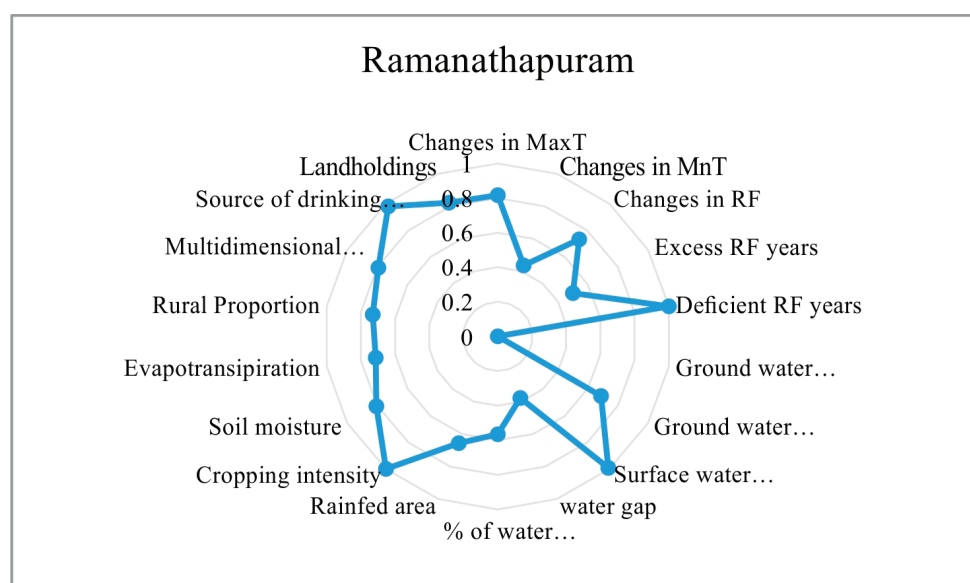 Ramanathapuram
Changes in MaxT
Changes in MnT
Changes in RF
Excess RF years
Deficient RF years
Ground water…
Ground water…
Surface water…
water gap
% of water…
Rainfed area
Cropping intensity
Soil moisture
Evapotransipiration
Rural Proportion
Multidimensional…
Source of drinking…
Landholdings
1
0.8
0.6
0.4
0.2
0